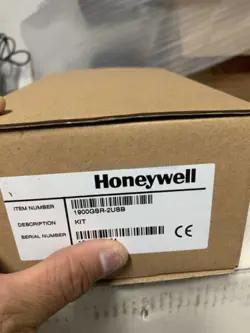 Honeywell
ITEM NUMBER
1900GSR-2USB
DESCRIPTION
KIT
SERIAL NUMBER
CE